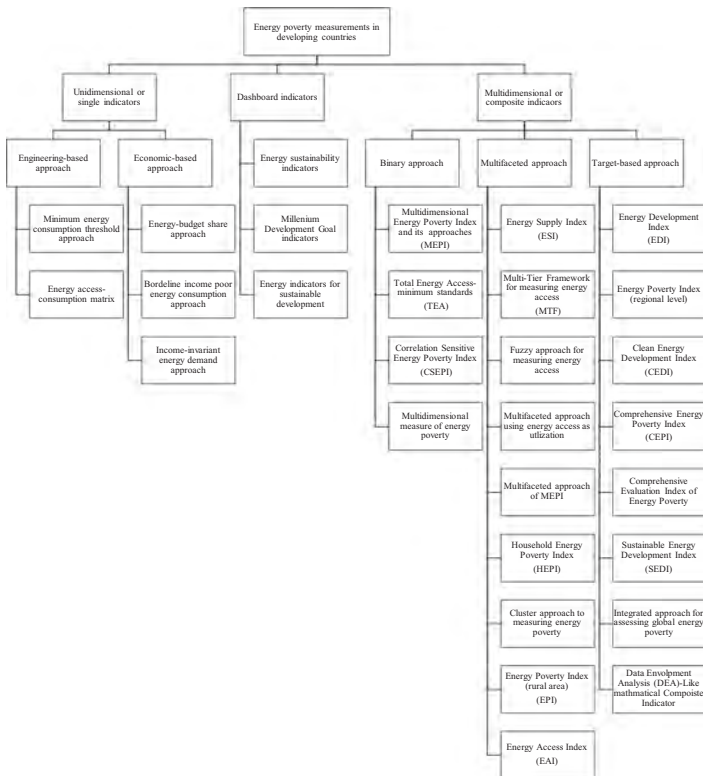 Energy poverty measurements in
developing countries
Unidimensional or
single indicators
Dashboard indicators
Multidimensional or
composite indicaors
Engineering-based
approach
Economic-based
approach
Energy sustainability
indicators
Binary approach
Multifaceted approach
Target-based approach
Minimum energy
consumption threshold
approach
Energy access-
consumption matrix
Energy-budget share
approach
Bordeline income poor
energy consumption
approach
Income-invariant
energy demand
approach
Millenium
Development Goal
indicators
Energy indicators for
sustainable
development
Multidimensional
Energy Poverty Index
and its approaches
(MEPI)
Total Energy Access-
minimum standards
(TEA)
Correlation Sensitive
Energy Poverty Index
(CSEPI)
Multidimensional
measure of energy
poverty
Energy Supply Index
(ESI)
Multi-Tier Framework
for measuring energy
access
(MTF)
Fuzzy approach for
measuring energy
access
Multifaceted approach
using energy access as
utlization
Multifaceted approach
of MEPI
Household Energy
Poverty Index
(HEPI)
Cluster approach to
measuring energy
poverty
Energy Poverty Index
(rural area)
(EPI)
Energy Access Index
(EAI)
Energy Development
Index
(EDI)
Energy Poverty Index
(regional level)
Clean Energy
Development Index
(CEDI)
Comprehensive Energy
Poverty Index
(CEPI)
Comprehensive
Evaluation Index of
Energy Poverty
Sustainable Energy
Development Index
(SEDI)
Integrated approach for
assessing global energy
poverty
Data Envolpment
Analysis (DEA)-Like
mathmatical Compoiste
Indicator